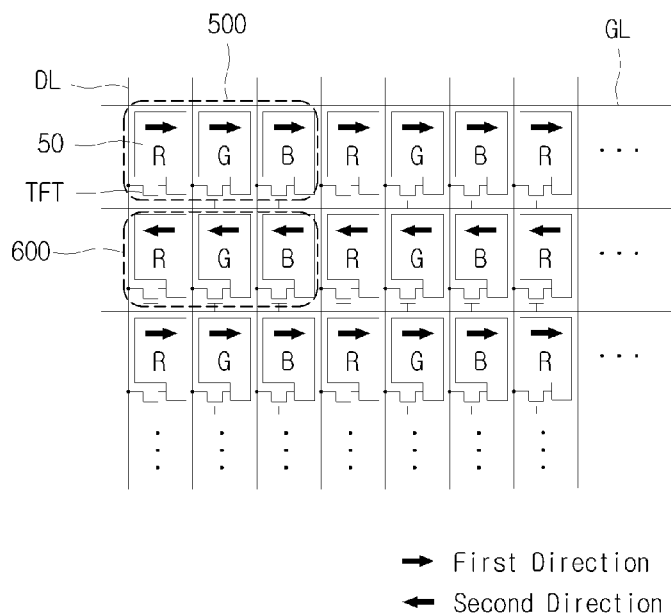 500
DL
GL
50
R G B R G B R ...
TFT
600
R G B R G B R ...
R G B R G B R ...
First Direction
Second Direction